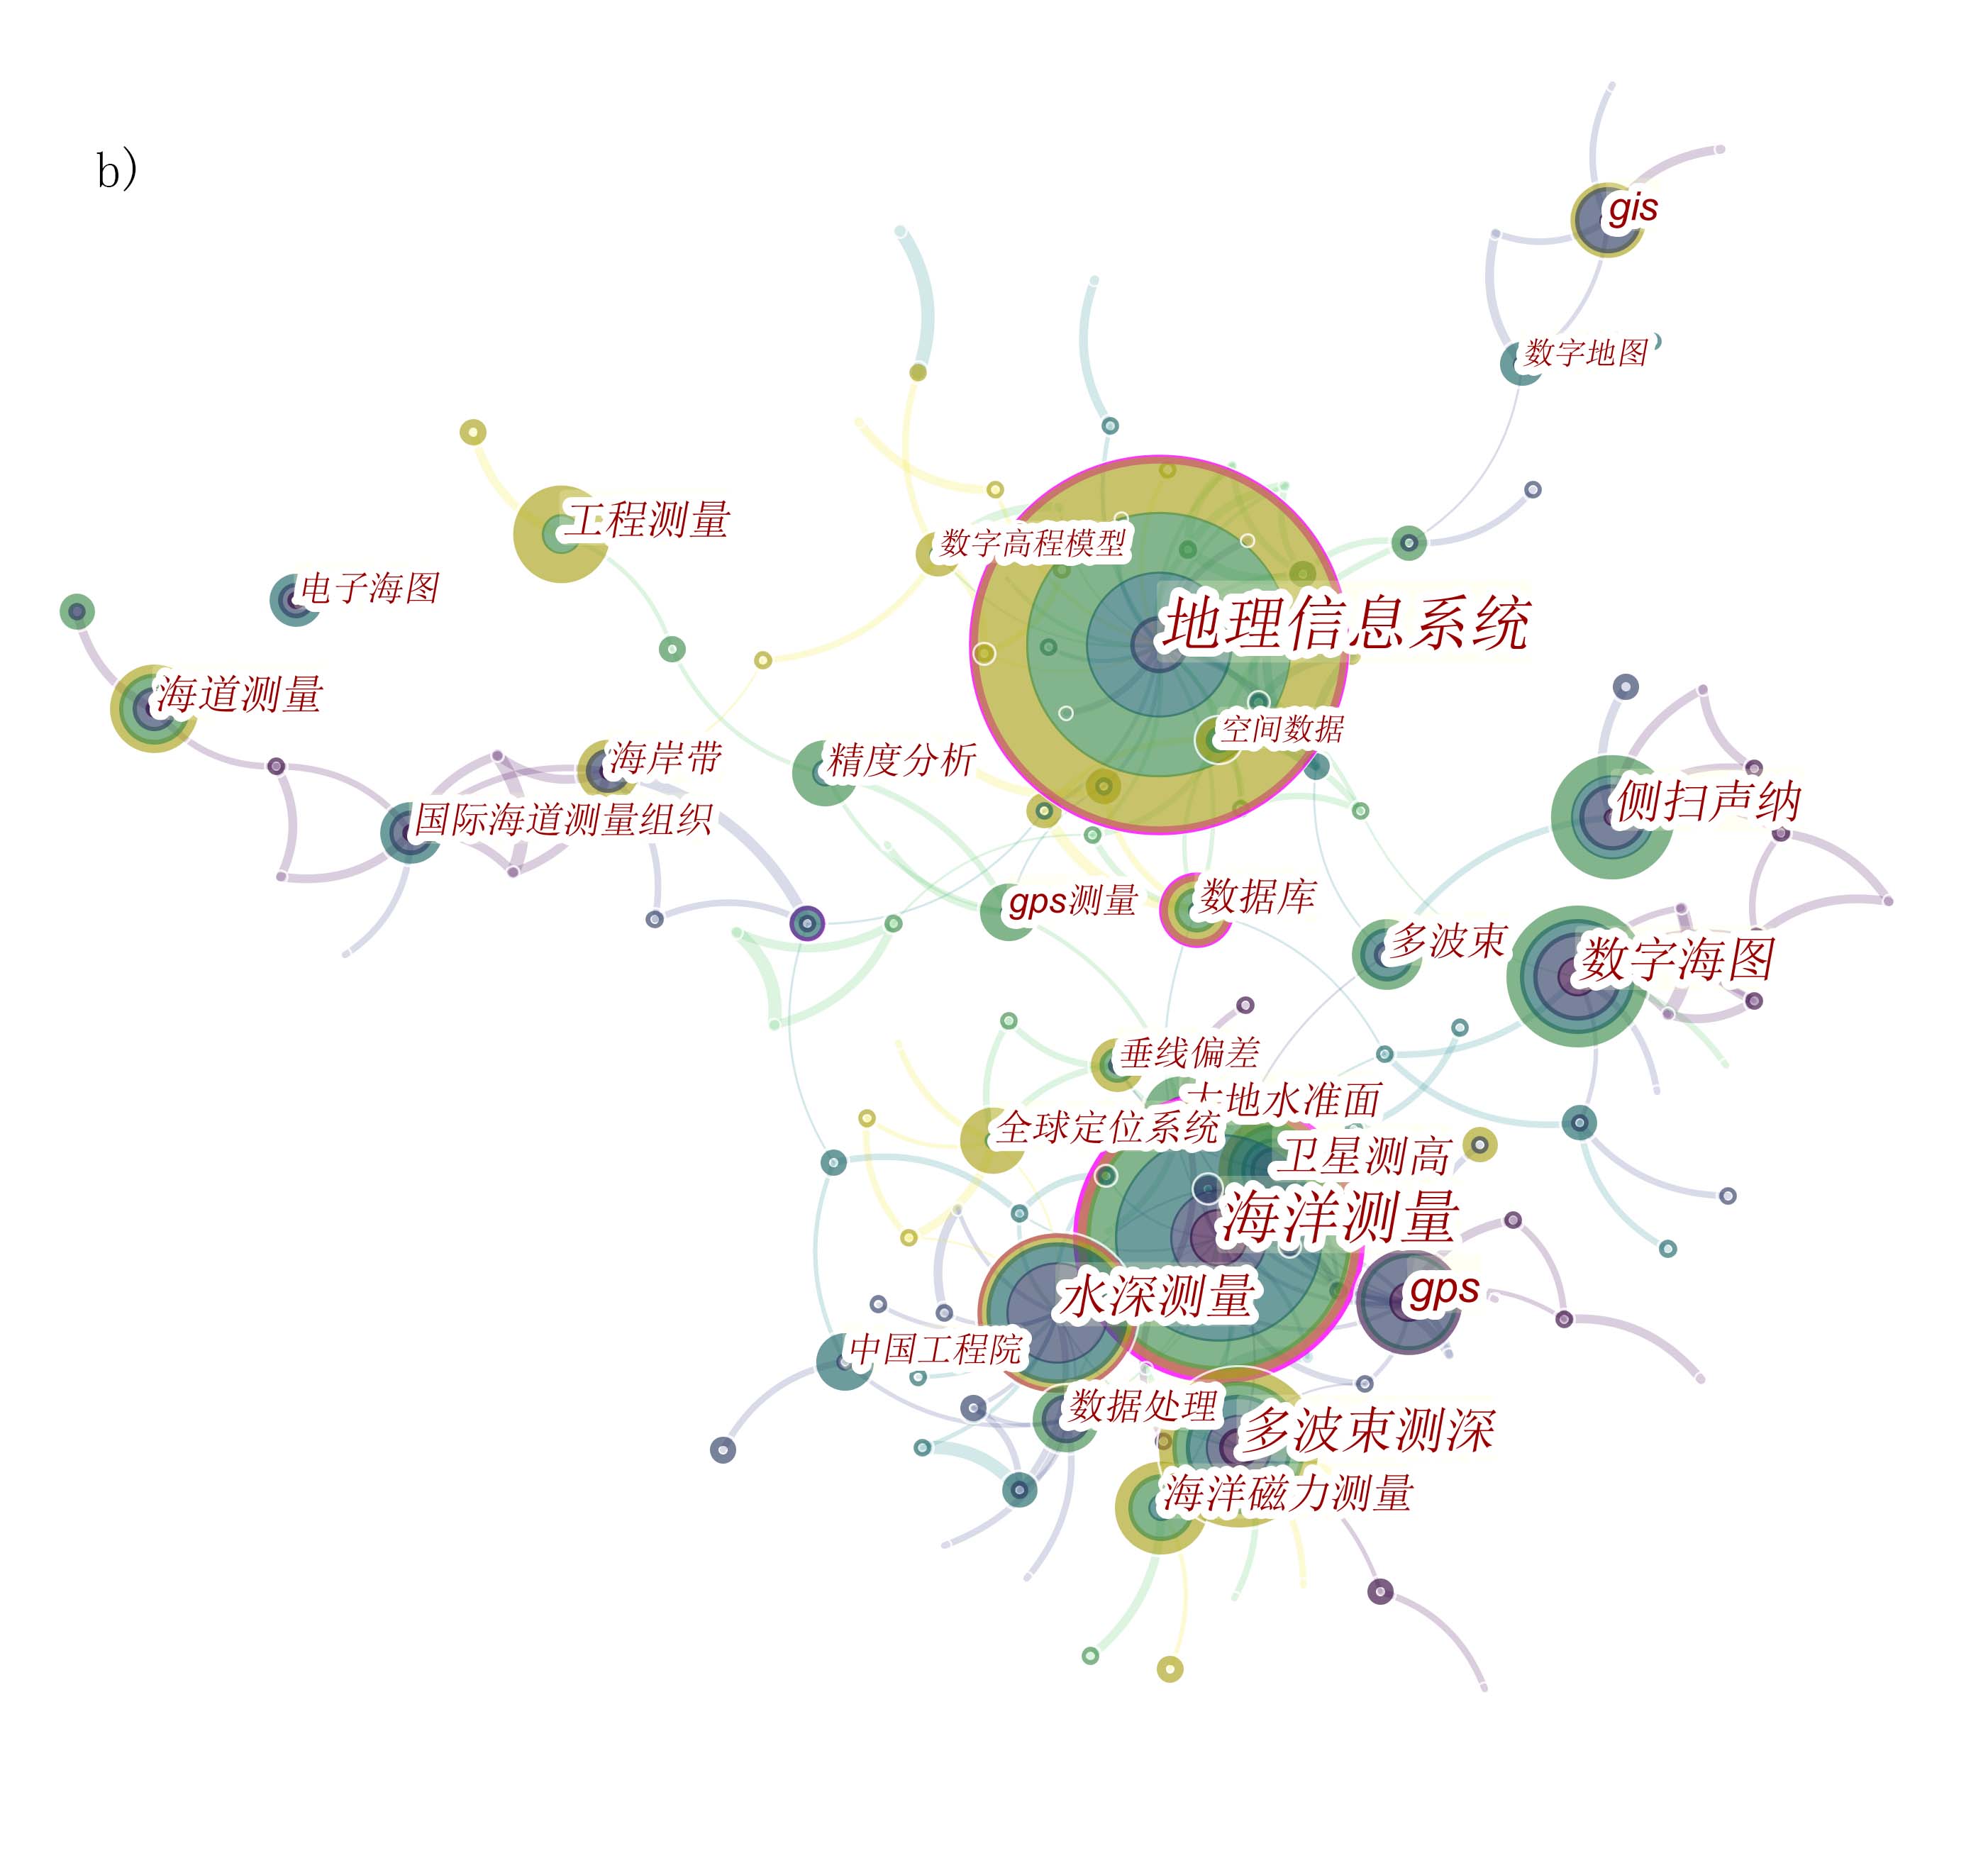 b)
gis
数字地图
工程测量
数字高程模型
电子海图
地理信息系统
海道测量
空间数据
海岸带
精度分析
侧扫声纳
国际海道测量组织
gps测量
数据库
多波束
数字海图
垂线偏差
大地水准面
全球定位系统
卫星测高
海洋测量
水深测量
gps
中国工程院
数据处理
多波束测深
海洋磁力测量